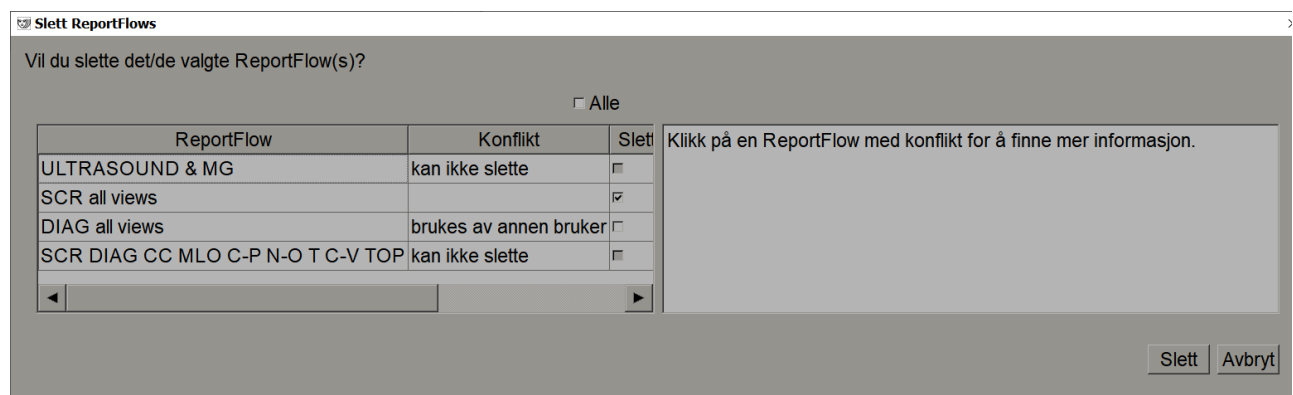 Slett ReportFlows
Vil du slette det/de valgte ReportFlow(s)?
Alle
ReportFlow Konflikt Slett
ULTRASOUND & MG kan ikke slette
SCR all views
DIAG all views brukes av annen bruker
SCR DIAG CC MLO C-P N-O T C-V TOP kan ikke slette
Klikk på en ReportFlow med konflikt for å finne mer informasjon.
Slett Avbryt